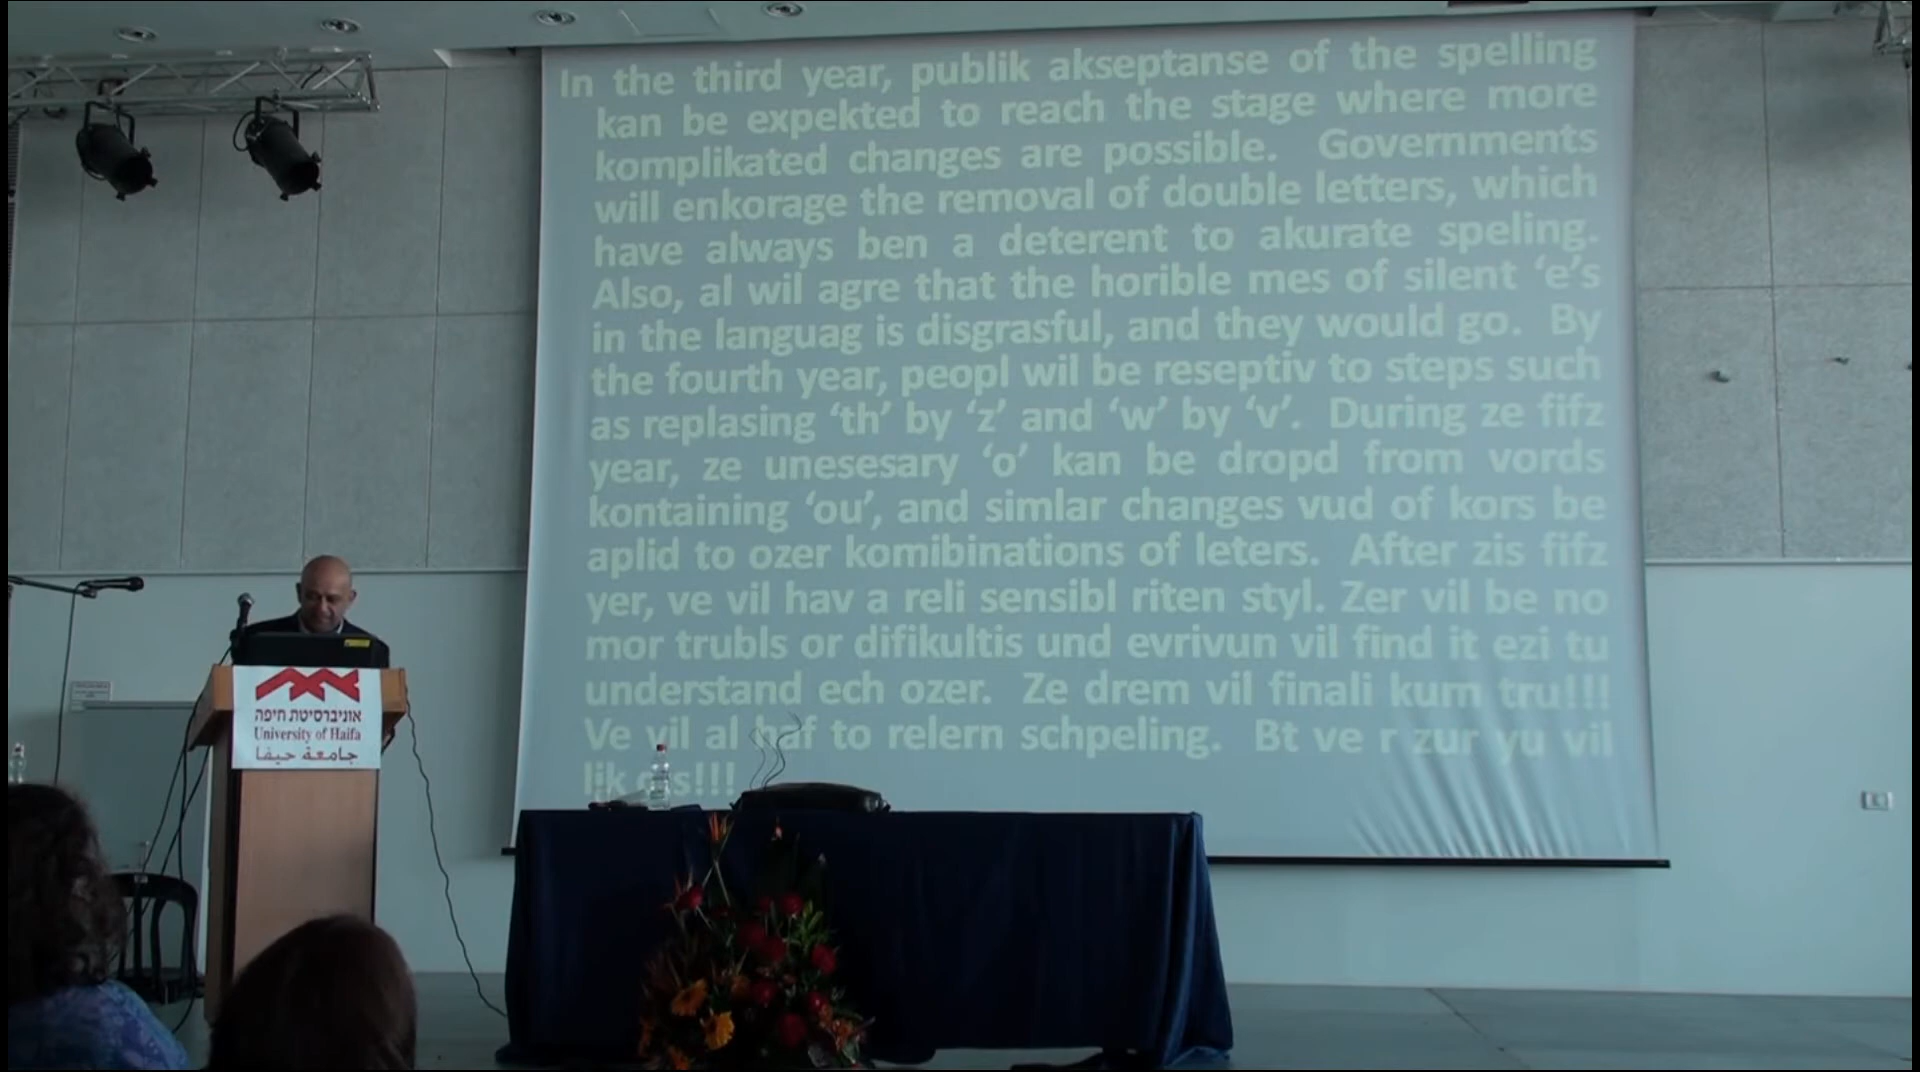 In the third year, publik akseptanse of the spelling
kan be expekted to reach the stage where more
komplikated changes are possible. Governments
will enkorage the removal of double letters, which
have always ben a deterent to akurate speling.
Also, al wil agre that the horible mes of silent ‘e’s
in the languag is disgrasful, and they would go. By
the fourth year, peopl wil be reseptiv to steps such
as replasing ‘th’ by ‘z’ and ‘w’ by ‘v’. During ze fifz
year, ze unesesary ‘o’ kan be dropd from vords
kontaining ‘ou’, and simlar changes vud of kors be
aplid to ozer komibinations of leters. After zis fifz
yer, ve vil hav a reli sensibl riten styl. Zer vil be no
mor trubls or difikultis und evrivun vil find it ezi tu
understand ech ozer. Ze drem vil finali kum tru!!!
Ve vil al haf to relern schpeling. Bt ve r zur yu vil
lik
אוניברסיטת חיפה
University of Haifa
جامعة حيفا